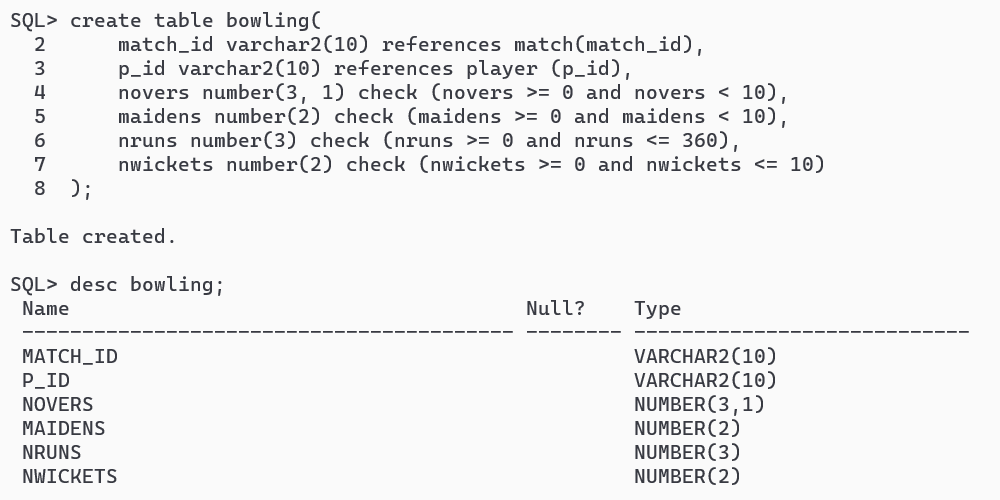 SQL> create table bowling(
  2      match_id varchar2(10) references match(match_id),
  3      p_id varchar2(10) references player (p_id),
  4      novers number(3, 1) check (novers >= 0 and novers < 10),
  5      maidens number(2) check (maidens >= 0 and maidens < 10),
  6      nruns number(3) check (nruns >= 0 and nruns <= 360),
  7      nwickets number(2) check (nwickets >= 0 and nwickets <= 10)
  8  );

Table created.

SQL> desc bowling;
 Name                                      Null?    Type
 ----------------------------------------- -------- ----------------------------
 MATCH_ID                                           VARCHAR2(10)
 P_ID                                               VARCHAR2(10)
 NOVERS                                             NUMBER(3,1)
 MAIDENS                                            NUMBER(2)
 NRUNS                                              NUMBER(3)
 NWICKETS                                           NUMBER(2)